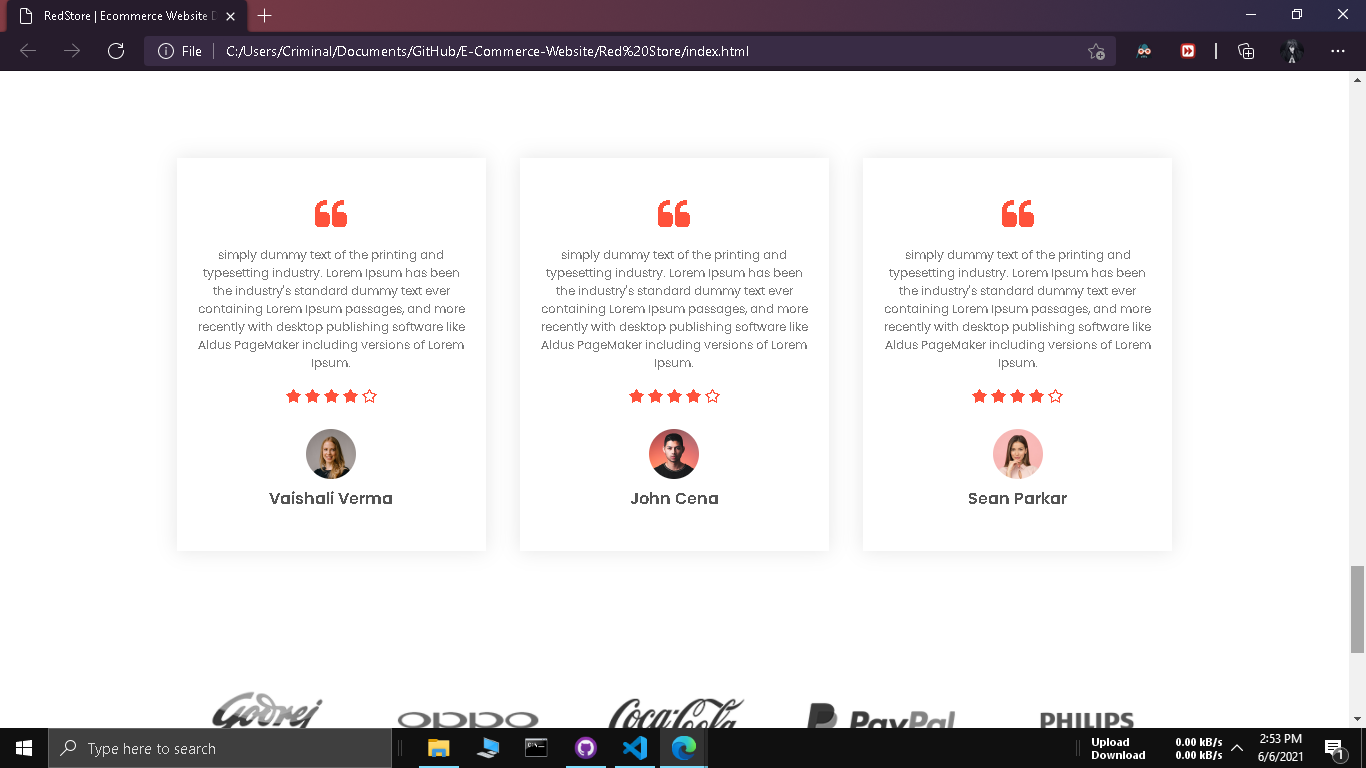 RedStore | Ecommerce Website D
File
C:/Users/Criminal/Documents/GitHub/E-Commerce-Website/Red%20Store/index.html
simply dummy text of the printing and
typesetting industry. Lorem Ipsum has been
the industry's standard dummy text ever
containing Lorem Ipsum passages, and more
recently with desktop publishing software like
Aldus PageMaker including versions of Lorem
Ipsum.
Vaishali Verma
simply dummy text of the printing and
typesetting industry. Lorem Ipsum has been
the industry's standard dummy text ever
containing Lorem Ipsum passages, and more
recently with desktop publishing software like
Aldus PageMaker including versions of Lorem
Ipsum.
John Cena
simply dummy text of the printing and
typesetting industry. Lorem Ipsum has been
the industry's standard dummy text ever
containing Lorem Ipsum passages, and more
recently with desktop publishing software like
Aldus PageMaker including versions of Lorem
Ipsum.
Sean Parkar
Godrej
oppo
Coca-Cola
PayPal
PHILIPS
Type here to search
Upload 0.00 kB/s
Download 0.00 kB/s
2:53 PM
6/6/2021
1